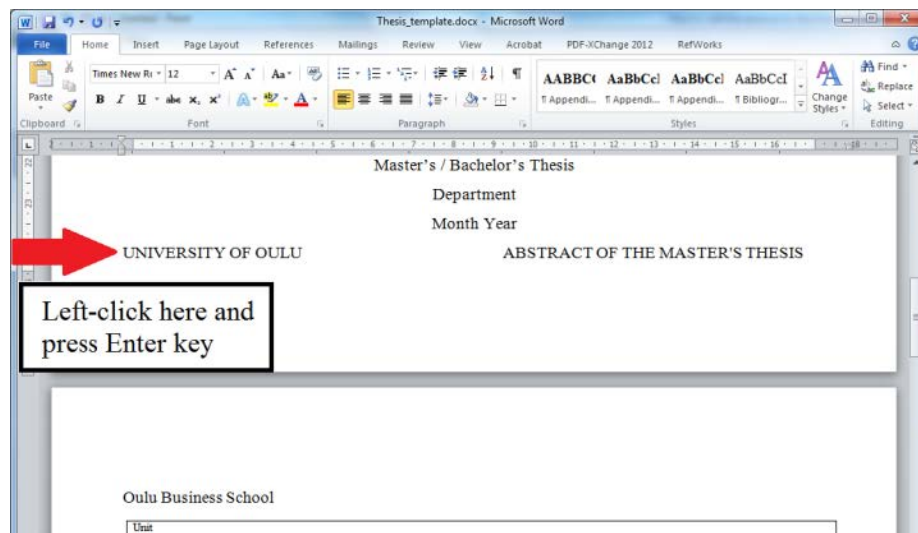 Thesis_template.docx - Microsoft Word
File Home Insert Page Layout References Mailings Review View Acrobat PDF-XChange 2012 RefWorks
Paste
Times New Ro 12 A A Aa
B I U abc x, x² A A
AABBC( AaBbCcl AaBbCcl AaBbCcI
¶ Appendi... ¶ Appendi... ¶ Appendi... ¶ Bibliogr...
Change Styles
Find
Replace
Select
Clipboard Font Paragraph Styles Editing
Master's / Bachelor's Thesis
Department
Month Year
UNIVERSITY OF OULU ABSTRACT OF THE MASTER'S THESIS
Left-click here and
press Enter key
Oulu Business School
Unit